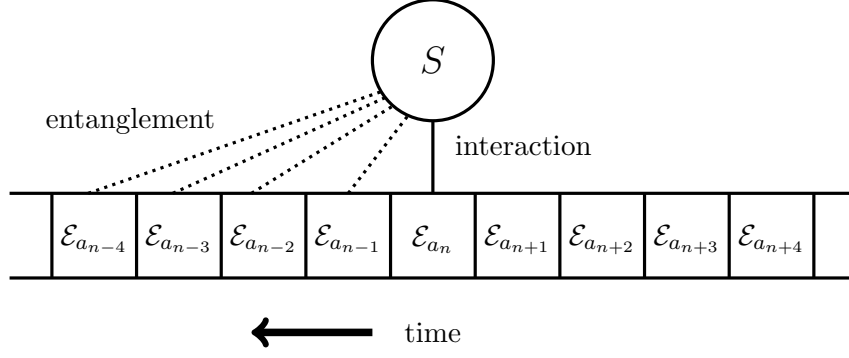 S
entanglement
interaction
ℰ_{a_{n−4}} ℰ_{a_{n−3}} ℰ_{a_{n−2}} ℰ_{a_{n−1}} ℰ_{a_n} ℰ_{a_{n+1}} ℰ_{a_{n+2}} ℰ_{a_{n+3}} ℰ_{a_{n+4}}
time